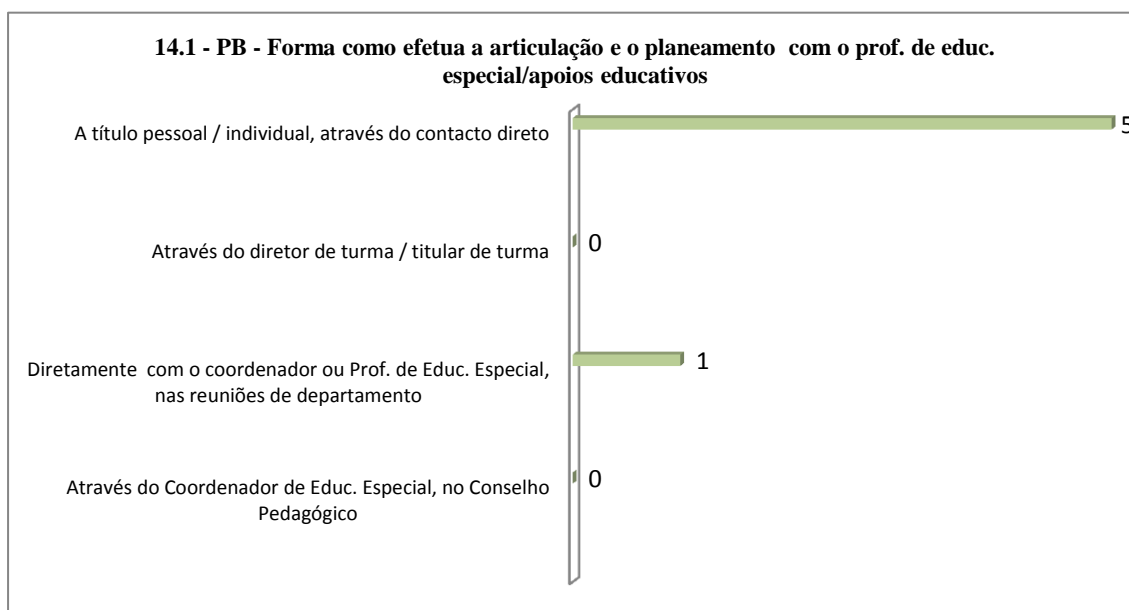 14.1 - PB - Forma como efetua a articulação e o planeamento com o prof. de educ.
especial/apoios educativos
A título pessoal / individual, através do contacto direto
5
Através do diretor de turma / titular de turma
0
Diretamente com o coordenador ou Prof. de Educ. Especial,
nas reuniões de departamento
1
Através do Coordenador de Educ. Especial, no Conselho
Pedagógico
0